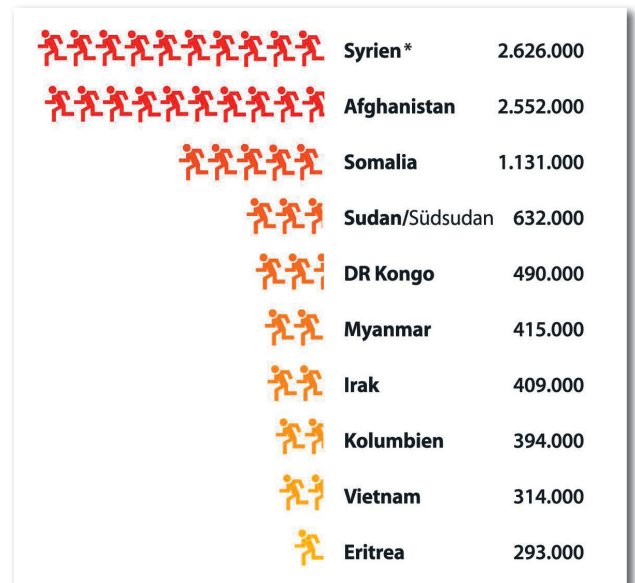 Syrien* 2.626.000
Afghanistan 2.552.000
Somalia 1.131.000
Sudan/Südsudan 632.000
DR Kongo 490.000
Myanmar 415.000
Irak 409.000
Kolumbien 394.000
Vietnam 314.000
Eritrea 293.000